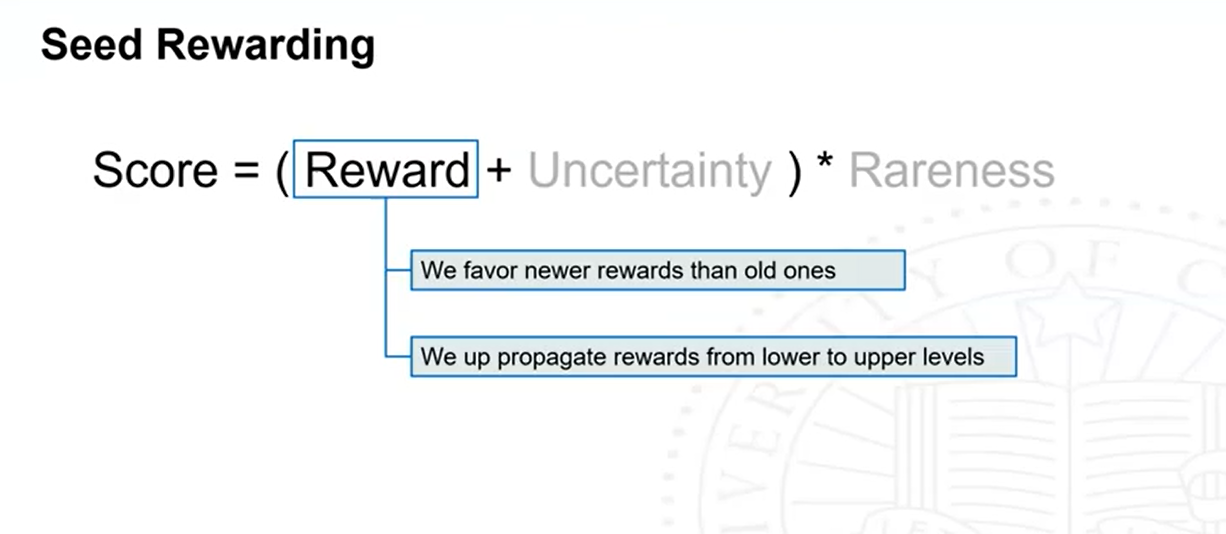 Seed Rewarding
Score = ( Reward + Uncertainty ) * Rareness
We favor newer rewards than old ones
We up propagate rewards from lower to upper levels